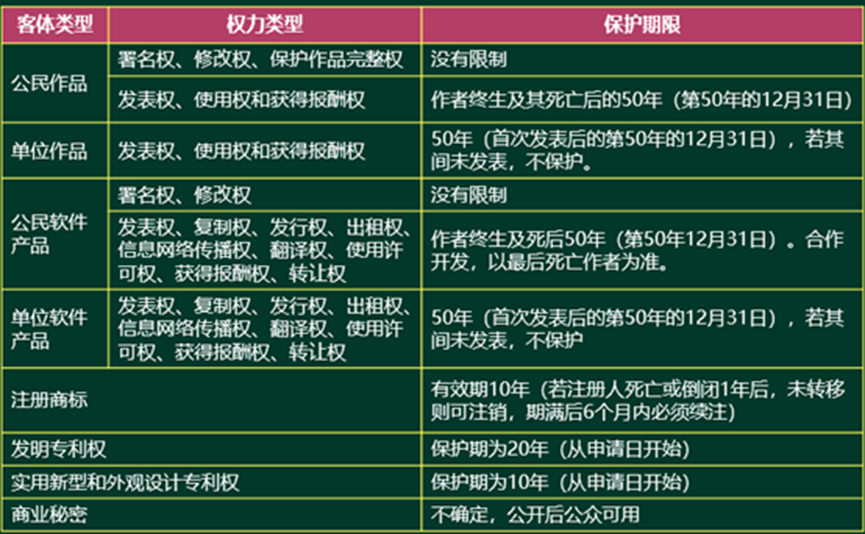 客体类型 权力类型 保护期限
公民作品
署名权、修改权、保护作品完整权 没有限制
发表权、使用权和获得报酬权 作者终生及其死亡后的50年（第50年的12月31日）
单位作品 发表权、使用权和获得报酬权
50年（首次发表后的第50年的12月31日），若其
间未发表，不保护。
公民软件
产品
署名权、修改权 没有限制
发表权、复制权、发行权、出租权、
信息网络传播权、翻译权、使用许
可权、获得报酬权、转让权
作者终生及死后50年（第50年12月31日）。合作
开发，以最后死亡作者为准。
单位软件
产品
发表权、复制权、发行权、出租权、
信息网络传播权、翻译权、使用许
可权、获得报酬权、转让权
50年（首次发表后的第50年的12月31日），若其
间未发表，不保护
注册商标
有效期10年（若注册人死亡或倒闭1年后，未转移
则可注销，期满后6个月内必须续注）
发明专利权 保护期为20年（从申请日开始）
实用新型和外观设计专利权 保护期为10年（从申请日开始）
商业秘密 不确定，公开后公众可用